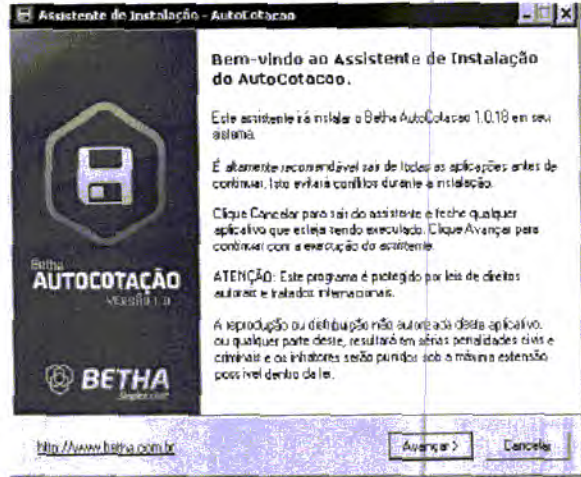 Assistente de Instalação - AutoCotacao
Bem-vindo ao Assistente de Instalação
do AutoCotacao.
Este assistente irá instalar o Betha AutoCotacao 1.0.18 em seu
sistema.
É altamente recomendável sair de todas as aplicações antes de
continuar. Isto evitará conflitos durante a instalação.
Clique Cancelar para sair do assistente e feche qualquer
aplicativo que esteja sendo executado. Clique Avançar para
continuar com a execução do assistente.
ATENÇÃO: Este programa é protegido por leis de direitos
autorais e tratados internacionais.
A reprodução ou distribuição não autorizada deste aplicativo,
ou qualquer parte deste, resultará em sérias penalidades civis e
criminais e os infratores serão punidos sob a máxima extensão
possível dentro da lei.
Betha
AUTOCOTAÇÃO
VERSÃO 1.0
BETHA
http://www.betha.com.br
Avançar >
Cancelar